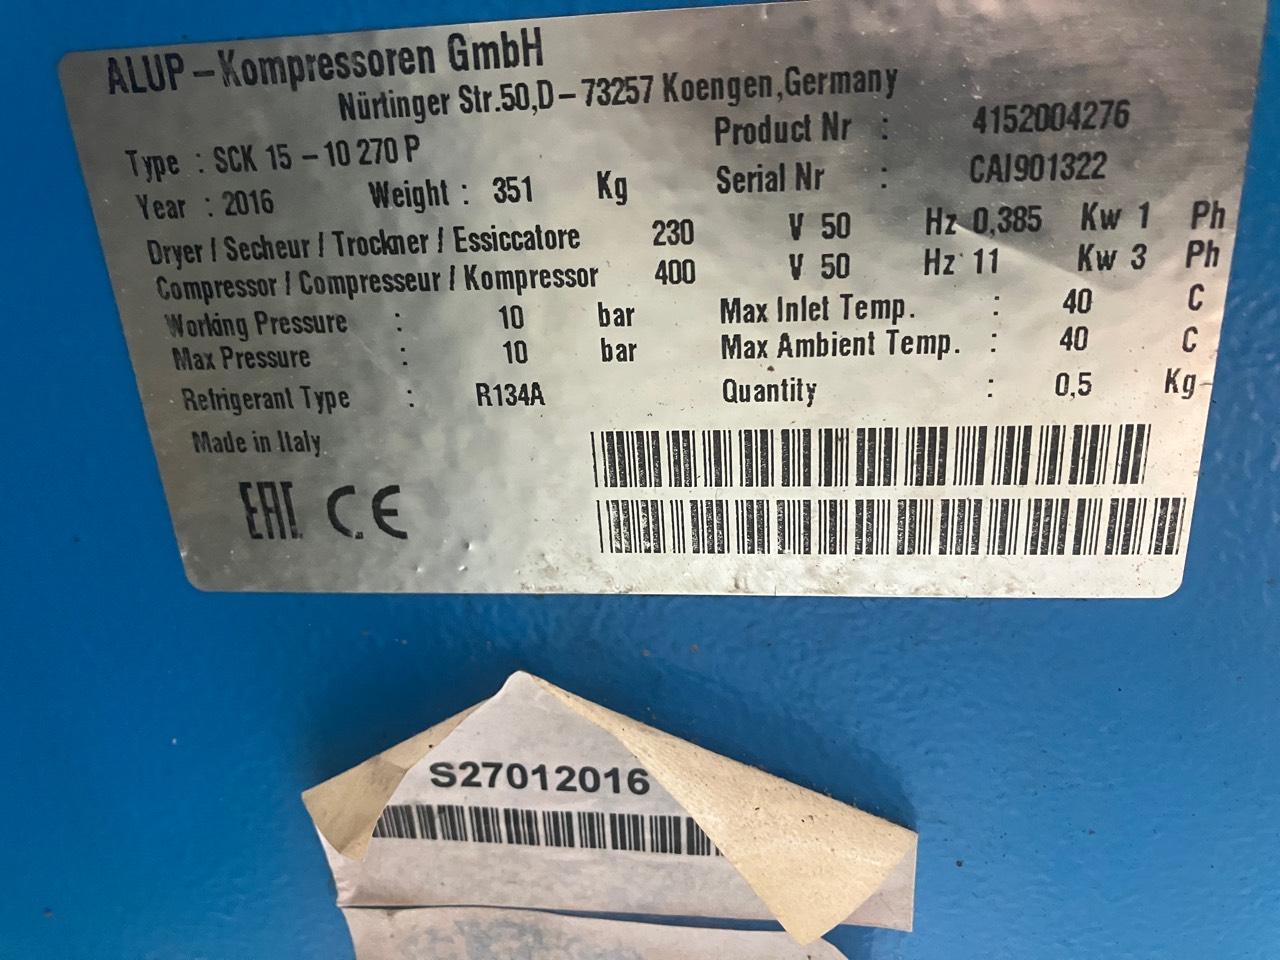 ALUP-Kompressoren GmbH
Nürtinger Str.50,D-73257 Koengen,Germany
Type : SCK 15-10 270 P
Product Nr : 4152004276
Year : 2016 Weight : 351 Kg
Serial Nr : CAI901322
Dryer / Secheur / Trockner / Essiccatore 230 V 50 Hz 0,385 Kw 1 Ph
Compressor / Compresseur / Kompressor 400 V 50 Hz 11 Kw 3 Ph
Working Pressure : 10 bar Max Inlet Temp. : 40 C
Max Pressure : 10 bar Max Ambient Temp. : 40 C
Refrigerant Type : R134A Quantity : 0,5 Kg
Made in Italy
EAC CE
S27012016